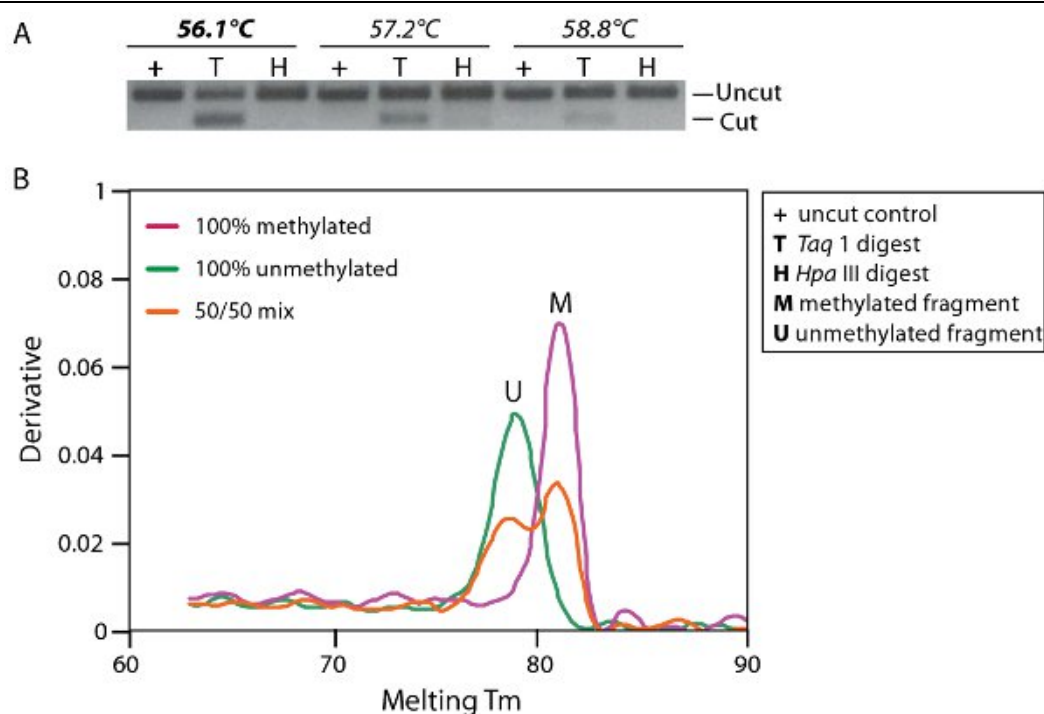 A
56.1°C 57.2°C 58.8°C
+ T H + T H + T H
Uncut
Cut
B
1
0.08
0.06
0.04
0.02
0
Derivative
100% methylated
100% unmethylated
50/50 mix
U
M
60 70 80 90
Melting Tm
+ uncut control
T Taq 1 digest
H Hpa III digest
M methylated fragment
U unmethylated fragment